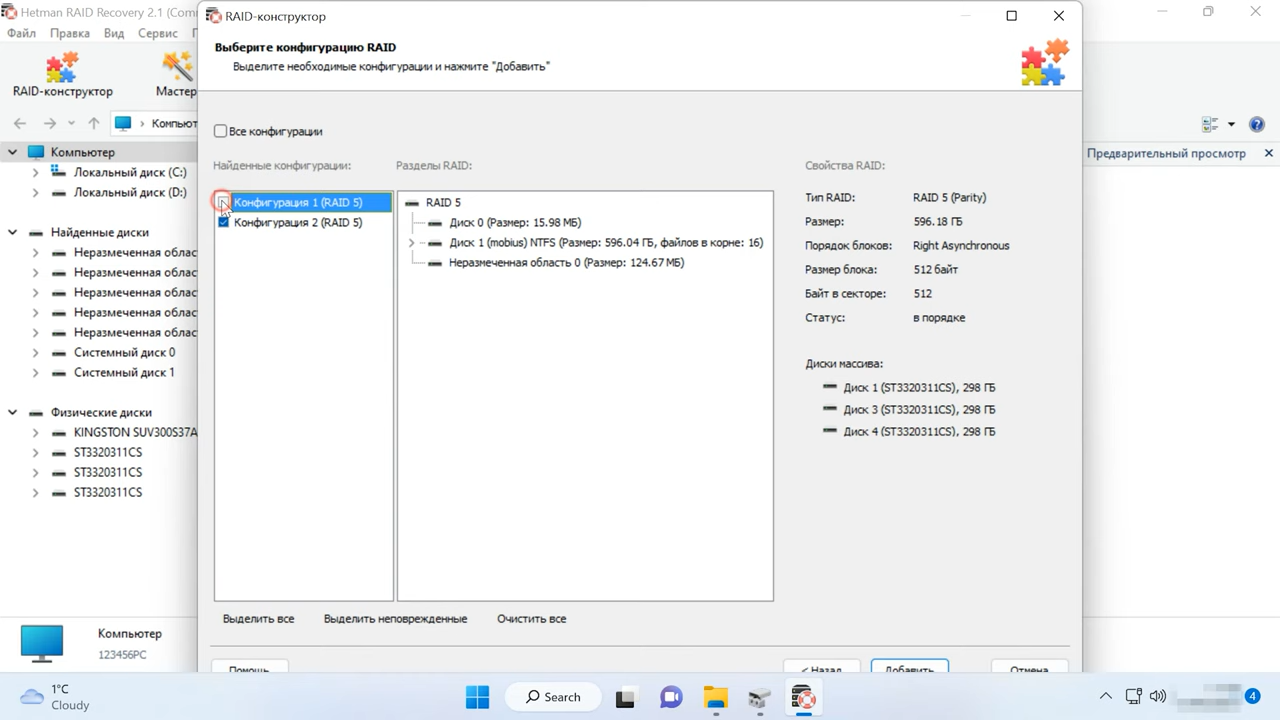 Hetman RAID Recovery 2.1 (Com
RAID-конструктор
Файл Правка Вид Сервис
Выберите конфигурацию RAID
Выделите необходимые конфигурации и нажмите "Добавить"
RAID-конструктор
Мастер
Компьют
Все конфигурации
Компьютер
Предварительный просмотр
Найденные конфигурации:
Разделы RAID:
Свойства RAID:
Локальный диск (C:)
Локальный диск (D:)
Конфигурация 1 (RAID 5)
Конфигурация 2 (RAID 5)
RAID 5
Диск 0 (Размер: 15.98 МБ)
Диск 1 (mobius) NTFS (Размер: 596.04 ГБ, файлов в корне: 16)
Неразмеченная область 0 (Размер: 124.67 МБ)
Тип RAID: RAID 5 (Parity)
Размер: 596.18 ГБ
Порядок блоков: Right Asynchronous
Размер блока: 512 байт
Байт в секторе: 512
Статус: в порядке
Диски массива:
Диск 1 (ST3320311CS), 298 ГБ
Диск 3 (ST3320311CS), 298 ГБ
Диск 4 (ST3320311CS), 298 ГБ
Найденные диски
Неразмеченная облас
Неразмеченная облас
Неразмеченная облас
Неразмеченная облас
Неразмеченная облас
Системный диск 0
Системный диск 1
Физические диски
KINGSTON SUV300S37A
ST3320311CS
ST3320311CS
ST3320311CS
Выделить все
Выделить неповрежденные
Очистить все
Компьютер
123456PC
Помощь
< Назад
Добавить
Отмена
1°C
Cloudy
Search
4